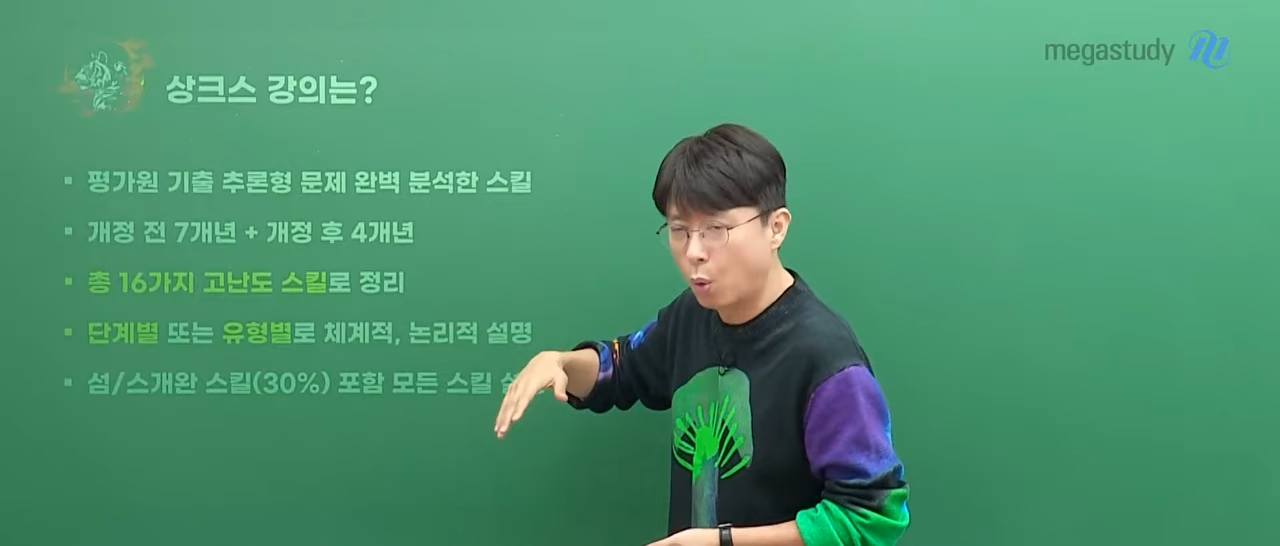 megastudy
상크스 강의는?
평가원 기출 추론형 문제 완벽 분석한 스킬
개정 전 7개년 + 개정 후 4개년
총 16가지 고난도 스킬로 정리
단계별 또는 유형별로 체계적, 논리적 설명
섬/스개완 스킬(30%) 포함 모든 스킬